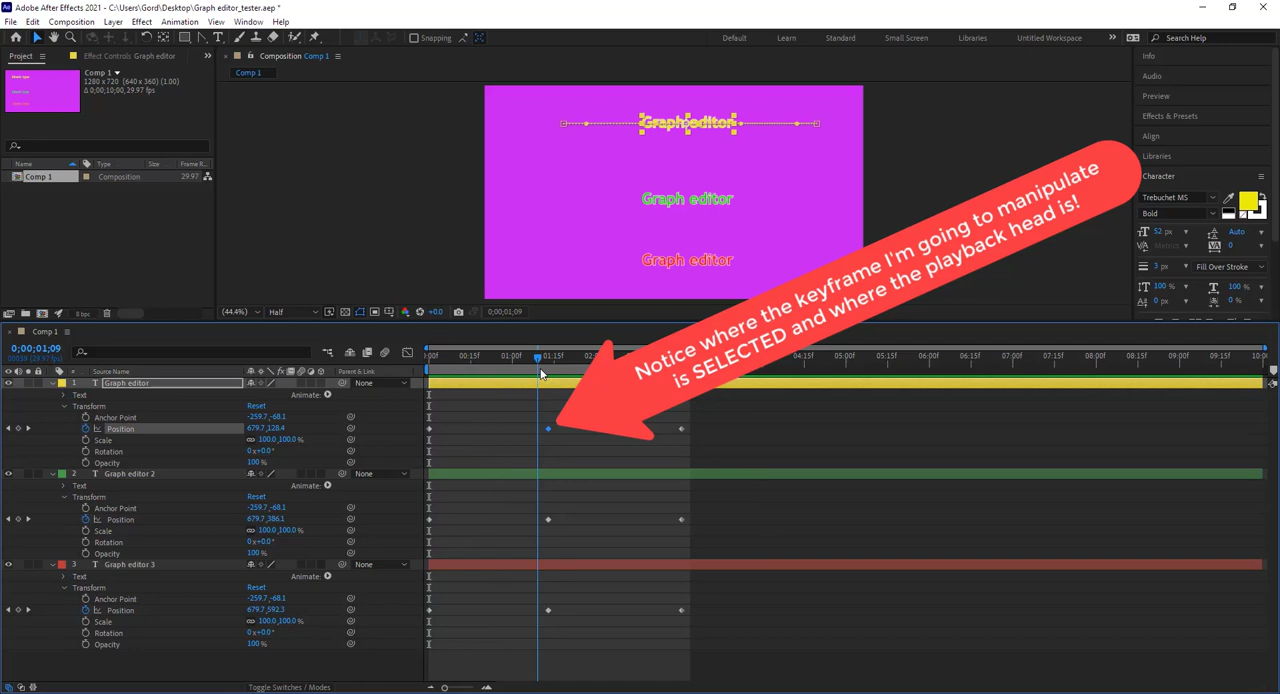 Adobe After Effects 2021 - C:\Users\Gord\Desktop\Graph editor_tester.aep *
File Edit Composition Layer Effect Animation View Window Help
Snapping
Default Learn Standard Small Screen Libraries Untitled Workspace Search Help
Project Effect Controls Graph editor
Comp 1
1280 x 720 (640 x 360) (1.00)
Δ 0;00;10;00, 29.97 fps
Name Type Size Frame R...
Comp 1 Composition 29.97
8 bpc
Composition Comp 1
Comp 1
Graph editor
Graph editor
Graph editor
(44.4%) Half +0.0 0;00;01;09
Info
Audio
Preview
Effects & Presets
Align
Libraries
Character
Trebuchet MS
Bold
52 px Auto
Metrics 0
3 px Fill Over Stroke
100 % 100 %
0 px 0 %
Notice where the keyframe I'm going to manipulate
is SELECTED and where the playback head is!
Comp 1
0;00;01;09
00039 (29.97 fps)
# Source Name Parent & Link
0:00f 00:15f 01:00f 01:15f 04:15f 05:00f 05:15f 06:00f 06:15f 07:00f 07:15f 08:00f 08:15f 09:00f 09:15f 10:0
1 T Graph editor None
Text Animate:
Transform Reset
Anchor Point -259.7,-68.1
Position 679.7,128.4
Scale 100.0,100.0 %
Rotation 0x+0.0°
Opacity 100 %
2 T Graph editor 2 None
Text Animate:
Transform Reset
Anchor Point -259.7,-68.1
Position 679.7,386.1
Scale 100.0,100.0 %
Rotation 0x+0.0°
Opacity 100 %
3 T Graph editor 3 None
Text Animate:
Transform Reset
Anchor Point -259.7,-68.1
Position 679.7,592.3
Scale 100.0,100.0 %
Rotation 0x+0.0°
Opacity 100 %
Toggle Switches / Modes